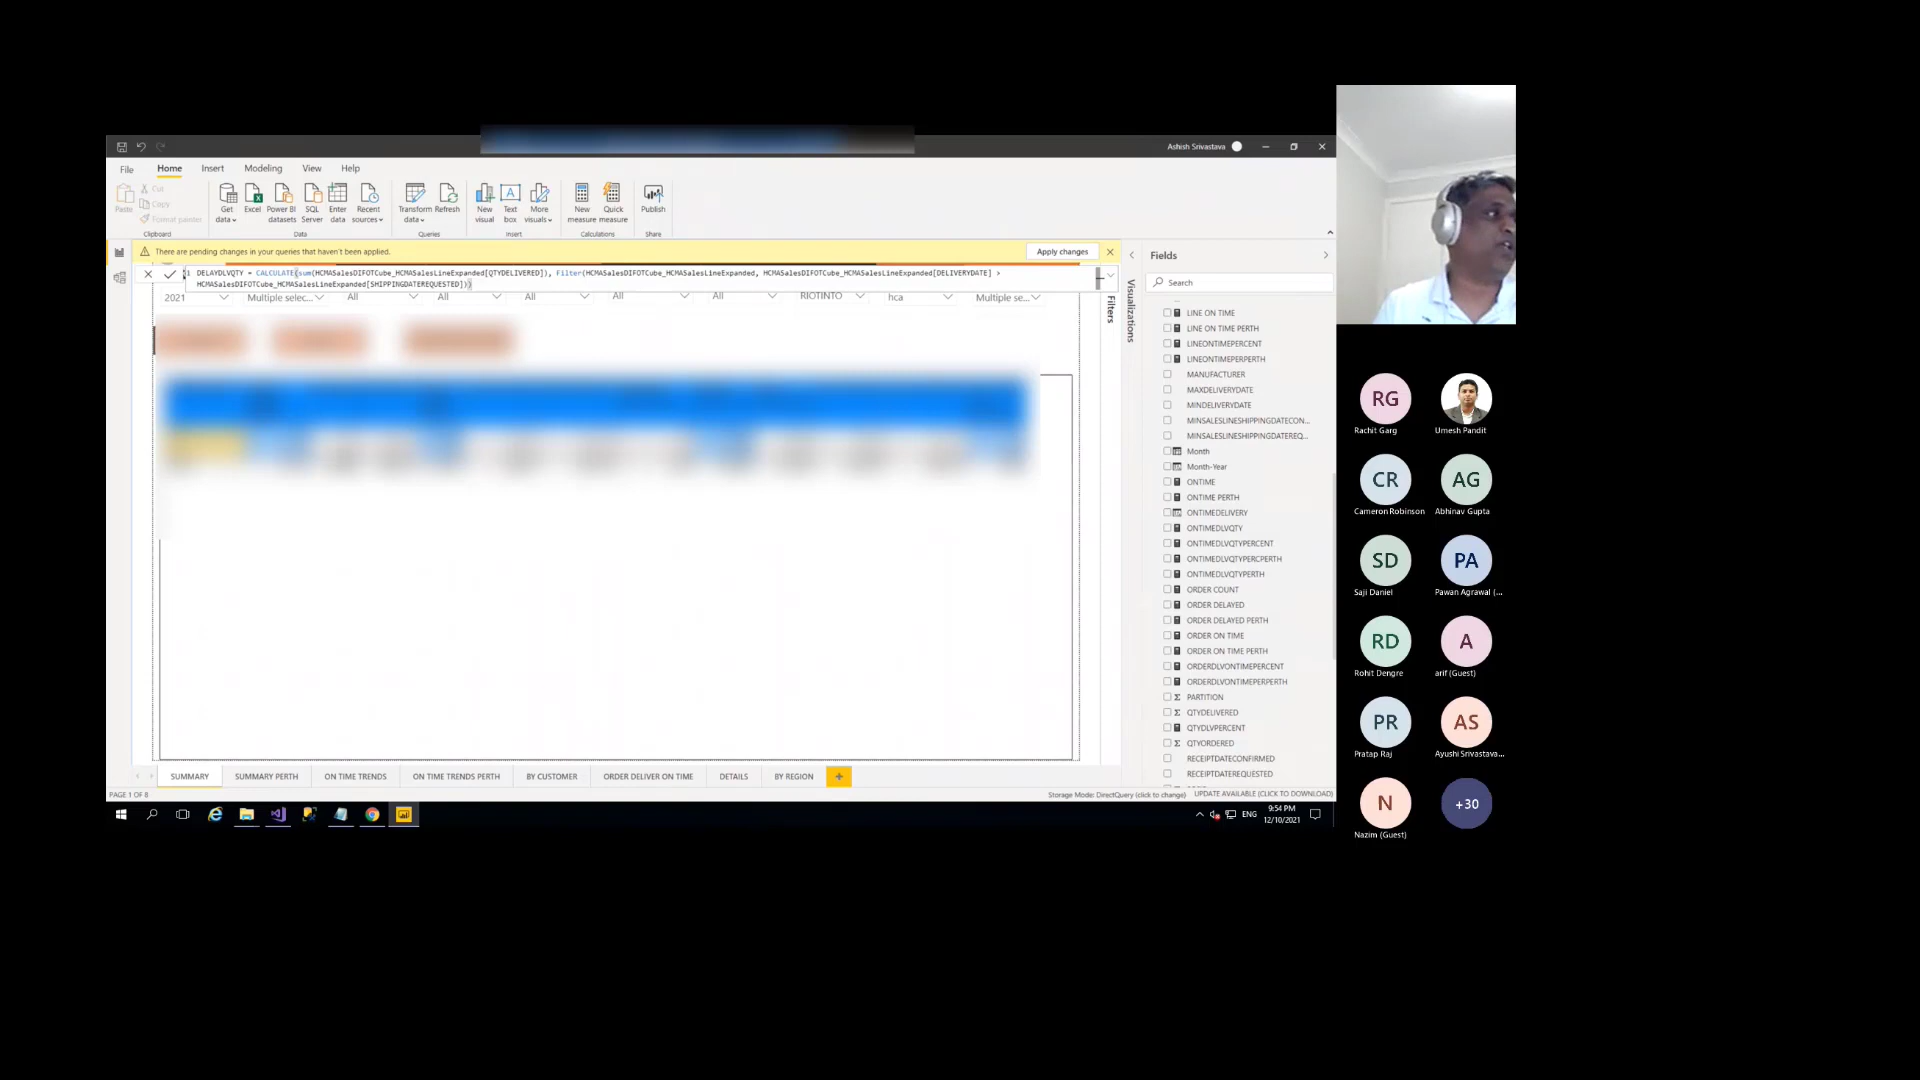 Ashish Srivastava
File Home Insert Modeling View Help
Paste
Cut
Copy
Format painter
Get data
Excel
Power BI datasets
SQL Server
Enter data
Recent sources
Transform data
Refresh
New visual
Text box
More visuals
New measure
Quick measure
Publish
Clipboard Data Queries Insert Calculations Share
There are pending changes in your queries that haven't been applied.
Apply changes
1 DELAYDLVQTY = CALCULATE(sum(HCMASalesDIFOTCube_HCMASalesLineExpanded[QTYDELIVERED]), Filter(HCMASalesDIFOTCube_HCMASalesLineExpanded, HCMASalesDIFOTCube_HCMASalesLineExpanded[DELIVERYDATE] >
HCMASalesDIFOTCube_HCMASalesLineExpanded[SHIPPINGDATEREQUESTED]))
2021 Multiple selec... All All All All All RIOTINTO hca Multiple se...
Filters
Visualizations
Fields
Search
LINE ON TIME
LINE ON TIME PERTH
LINEONTIMEPERCENT
LINEONTIMEPERPERTH
MANUFACTURER
MAXDELIVERYDATE
MINDELIVERYDATE
MINSALESLINESHIPPINGDATECON...
MINSALESLINESHIPPINGDATEREQ...
Month
Month-Year
ONTIME
ONTIME PERTH
ONTIMEDELIVERY
ONTIMEDLVQTY
ONTIMEDLVQTYPERCENT
ONTIMEDLVQTYPERCPERTH
ONTIMEDLVQTYPERTH
ORDER COUNT
ORDER DELAYED
ORDER DELAYED PERTH
ORDER ON TIME
ORDER ON TIME PERTH
ORDERDLVONTIMEPERCENT
ORDERDLVONTIMEPERPERTH
PARTITION
QTYDELIVERED
QTYDLVPERCENT
QTYORDERED
RECEIPTDATECONFIRMED
RECEIPTDATEREQUESTED
SUMMARY SUMMARY PERTH ON TIME TRENDS ON TIME TRENDS PERTH BY CUSTOMER ORDER DELIVER ON TIME DETAILS BY REGION +
PAGE 1 OF 8
Storage Mode: DirectQuery (click to change) UPDATE AVAILABLE (CLICK TO DOWNLOAD)
ENG
9:54 PM
12/10/2021
RG
Rachit Garg
Umesh Pandit
CR
Cameron Robinson
AG
Abhinav Gupta
SD
Saji Daniel
PA
Pawan Agrawal (...
RD
Rohit Dengre
A
arif (Guest)
PR
Pratap Raj
AS
Ayushi Srivastava...
N
Nazim (Guest)
+30